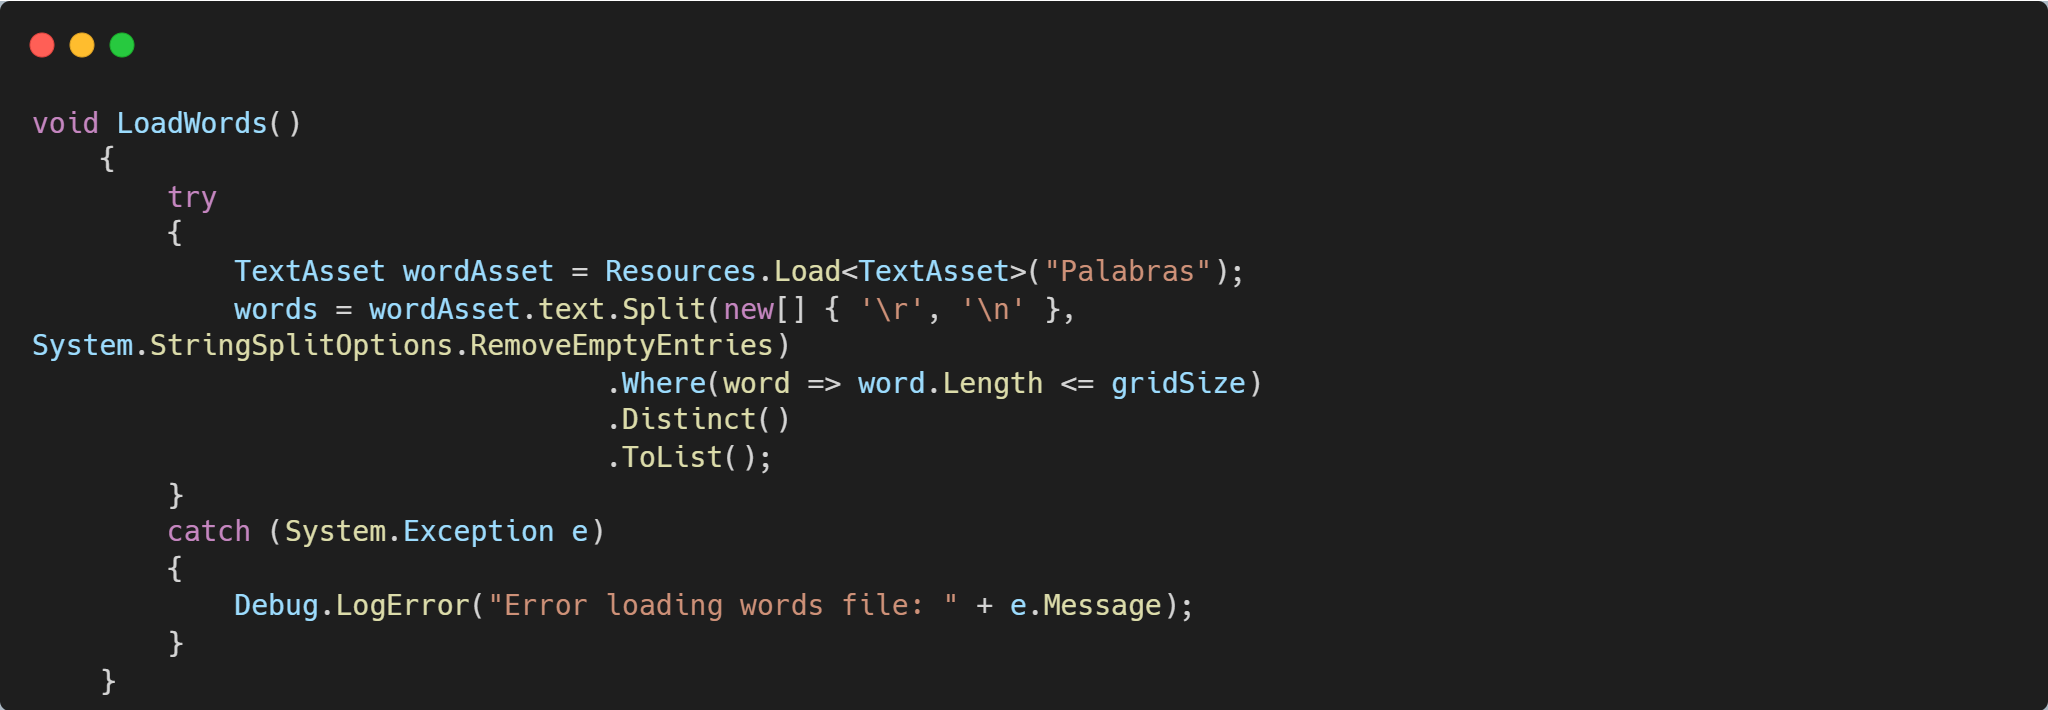 void LoadWords()
    {
        try
        {
            TextAsset wordAsset = Resources.Load<TextAsset>("Palabras");
            words = wordAsset.text.Split(new[] { '\r', '\n' },
System.StringSplitOptions.RemoveEmptyEntries)
                                  .Where(word => word.Length <= gridSize)
                                  .Distinct()
                                  .ToList();
        }
        catch (System.Exception e)
        {
            Debug.LogError("Error loading words file: " + e.Message);
        }
    }